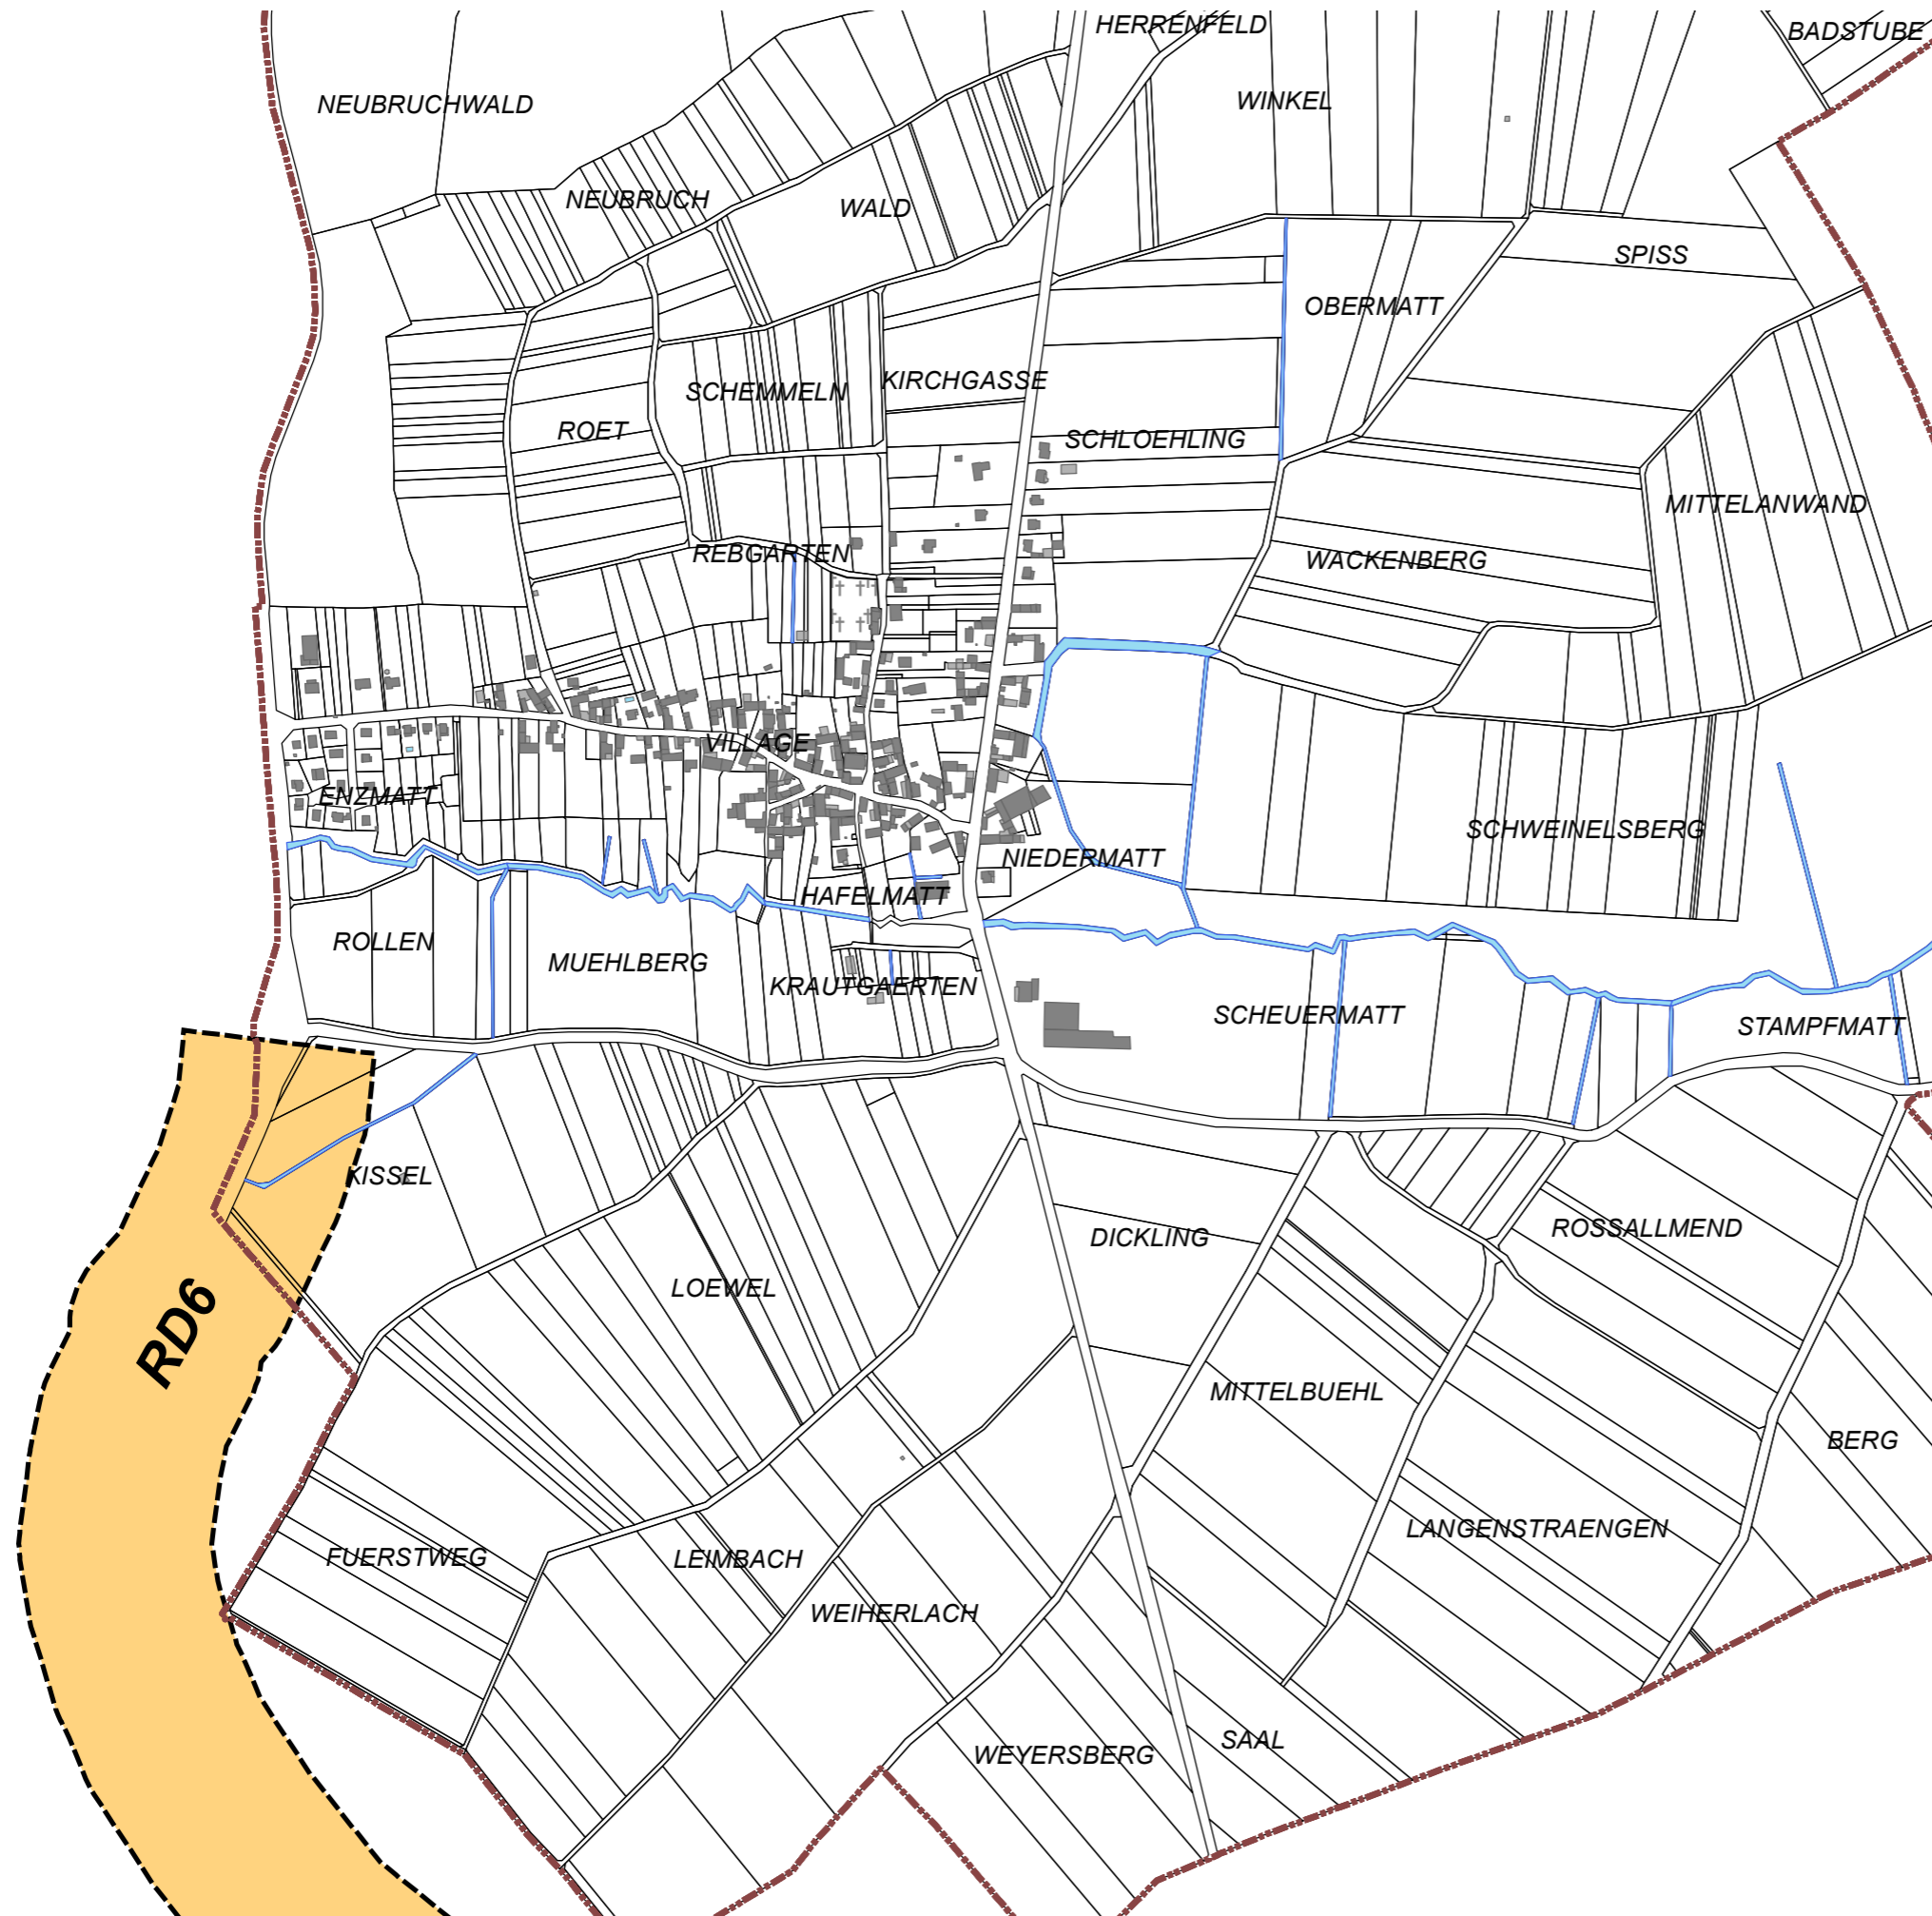 HERRENFELD
BADSTUBE
NEUBRUCHWALD
WINKEL
NEUBRUCH
WALD
SPISS
OBERMATT
SCHEMMELN
KIRCHGASSE
ROET
SCHLOEHLING
MITTELANWAND
REBGARTEN
WACKENBERG
VILLAGE
ENZMATT
SCHWEINELSBERG
NIEDERMATT
HAFELMATT
ROLLEN
MUEHLBERG
KRAUTGAERTEN
SCHEUERMATT
STAMPFMATT
KISSEL
ROSSALLMEND
DICKLING
LOEWEL
RD6
MITTELBUEHL
BERG
LANGENSTRAENGEN
FUERSTWEG
LEIMBACH
WEIHERLACH
SAAL
WEYERSBERG